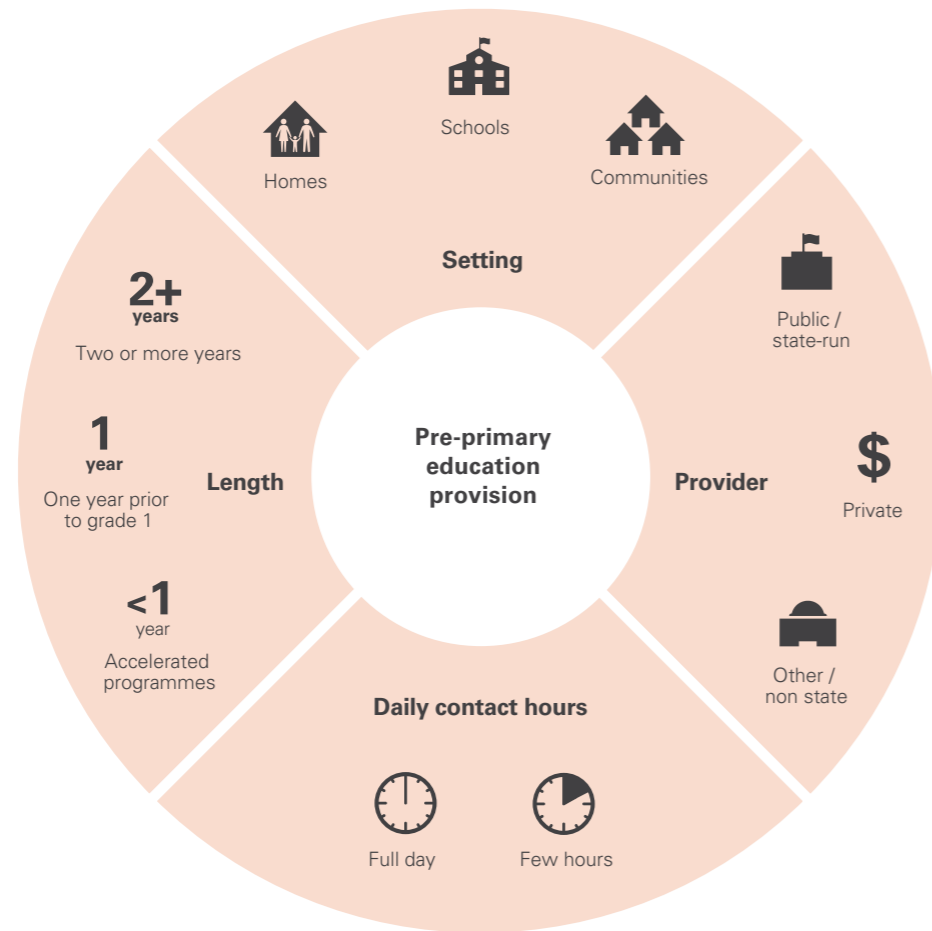 Schools
Homes
Communities
Setting
2+
years
Two or more years
1
year
One year prior
to grade 1
Length
<1
year
Accelerated
programmes
Pre-primary
education
provision
Public /
state-run
Provider
$
Private
Other /
non state
Daily contact hours
Full day
Few hours